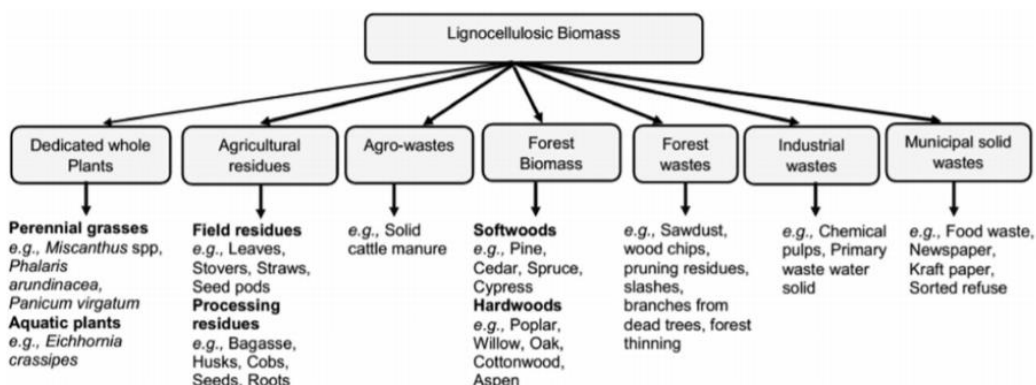 Lignocellulosic Biomass
Dedicated whole
Plants
Agricultural
residues
Agro-wastes
Forest
Biomass
Forest
wastes
Industrial
wastes
Municipal solid
wastes
Perennial grasses
e.g., Miscanthus spp,
Phalaris
arundinacea,
Panicum virgatum
Aquatic plants
e.g., Eichhornia
crassipes
Field residues
e.g., Leaves,
Stovers, Straws,
Seed pods
Processing
residues
e.g., Bagasse,
Husks, Cobs,
Seeds, Roots
e.g., Solid
cattle manure
Softwoods
e.g., Pine,
Cedar, Spruce,
Cypress
Hardwoods
e.g., Poplar,
Willow, Oak,
Cottonwood,
Aspen
e.g., Sawdust,
wood chips,
pruning residues,
slashes,
branches from
dead trees, forest
thinning
e.g., Chemical
pulps, Primary
waste water
solid
e.g., Food waste,
Newspaper,
Kraft paper,
Sorted refuse